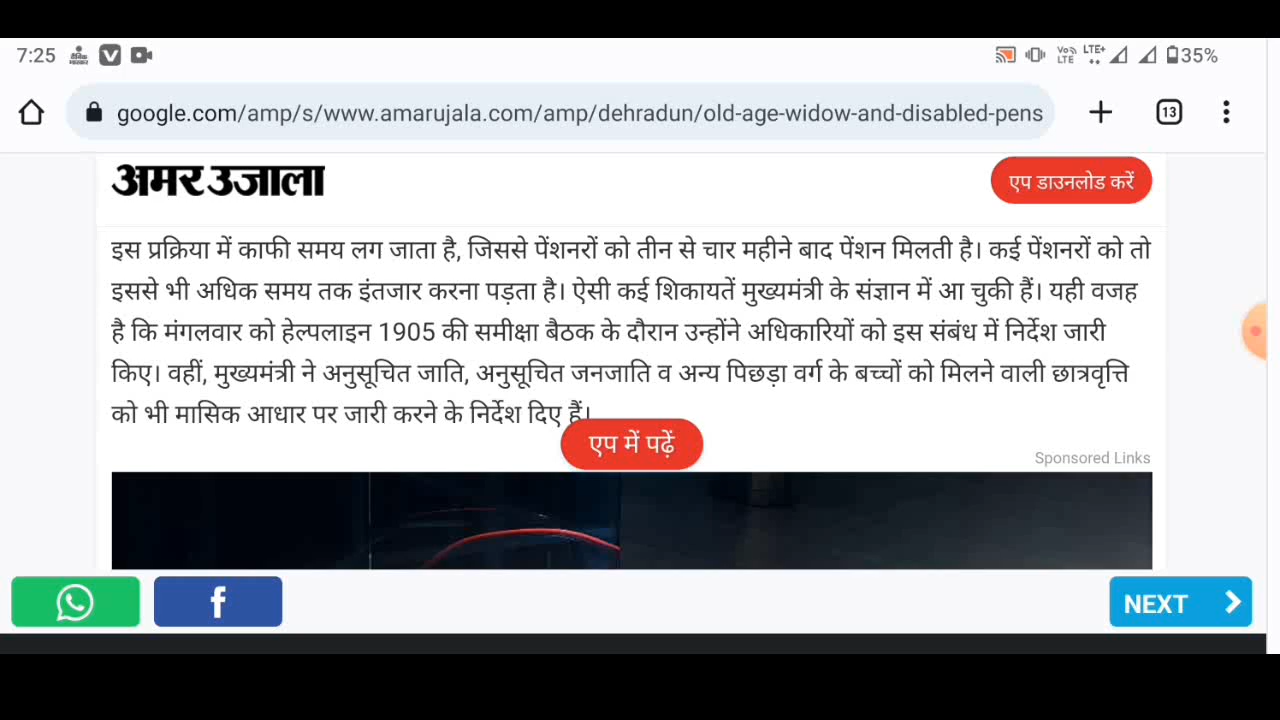 7:25
35%
google.com/amp/s/www.amarujala.com/amp/dehradun/old-age-widow-and-disabled-pens
13
अमर उजाला
एप डाउनलोड करें
इस प्रक्रिया में काफी समय लग जाता है, जिससे पेंशनरों को तीन से चार महीने बाद पेंशन मिलती है। कई पेंशनरों को तो
इससे भी अधिक समय तक इंतजार करना पड़ता है। ऐसी कई शिकायतें मुख्यमंत्री के संज्ञान में आ चुकी हैं। यही वजह
है कि मंगलवार को हेल्पलाइन 1905 की समीक्षा बैठक के दौरान उन्होंने अधिकारियों को इस संबंध में निर्देश जारी
किए। वहीं, मुख्यमंत्री ने अनुसूचित जाति, अनुसूचित जनजाति व अन्य पिछड़ा वर्ग के बच्चों को मिलने वाली छात्रवृत्ति
को भी मासिक आधार पर जारी करने के निर्देश दिए हैं।
एप में पढ़ें
Sponsored Links
NEXT